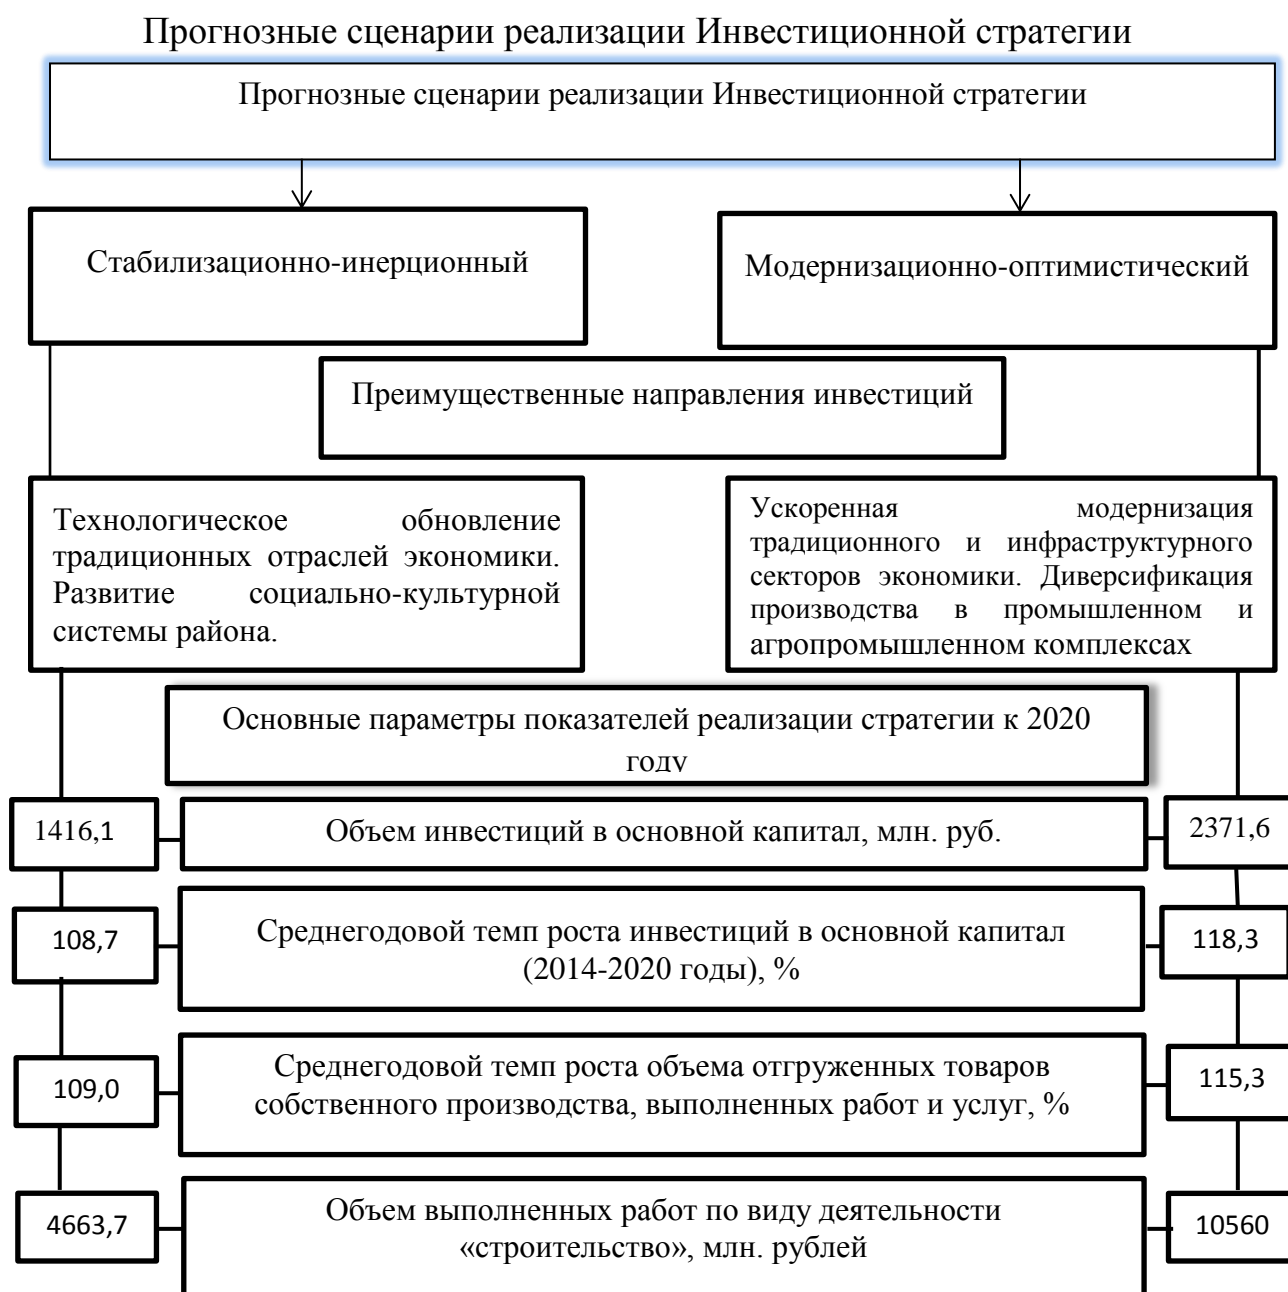 Прогнозные сценарии реализации Инвестиционной стратегии
Прогнозные сценарии реализации Инвестиционной стратегии
Стабилизационно-инерционный
Модернизационно-оптимистический
Преимущественные направления инвестиций
Технологическое обновление
традиционных отраслей экономики.
Развитие социально-культурной
системы района.
Ускоренная модернизация
традиционного и инфраструктурного
секторов экономики. Диверсификация
производства в промышленном и
агропромышленном комплексах
Основные параметры показателей реализации стратегии к 2020
году
1416,1
Объем инвестиций в основной капитал, млн. руб.
2371,6
108,7
Среднегодовой темп роста инвестиций в основной капитал
(2014-2020 годы), %
118,3
109,0
Среднегодовой темп роста объема отгруженных товаров
собственного производства, выполненных работ и услуг, %
115,3
4663,7
Объем выполненных работ по виду деятельности
«строительство», млн. рублей
10560